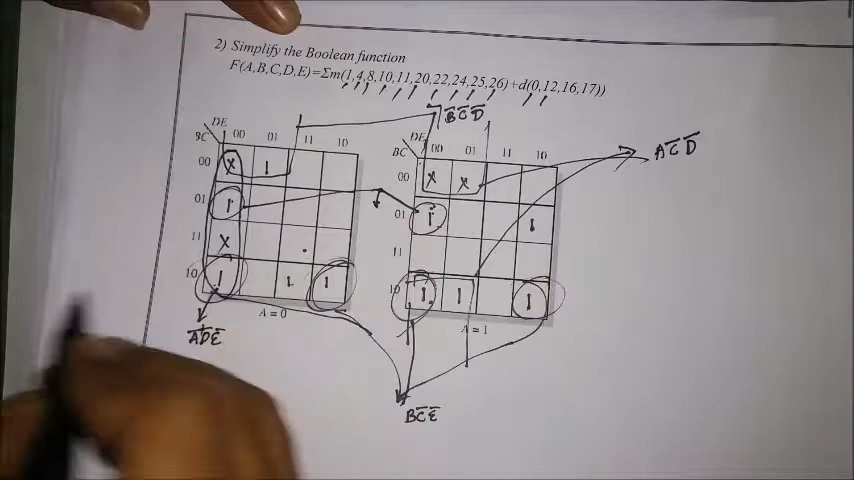 2) Simplify the Boolean function
F(A,B,C,D,E)=Σm(1,4,8,10,11,20,22,24,25,26)+d(0,12,16,17))
B̅C̅D̅
DE
BC
00
01
11
10
00
X
1
01
1
11
X
10
1
1
1
A = 0
DE
BC
00
01
11
10
00
X
X
01
1
1
11
10
1
1
1
A = 1
AC̅D̅
A̅D̅E̅
BC̅E̅